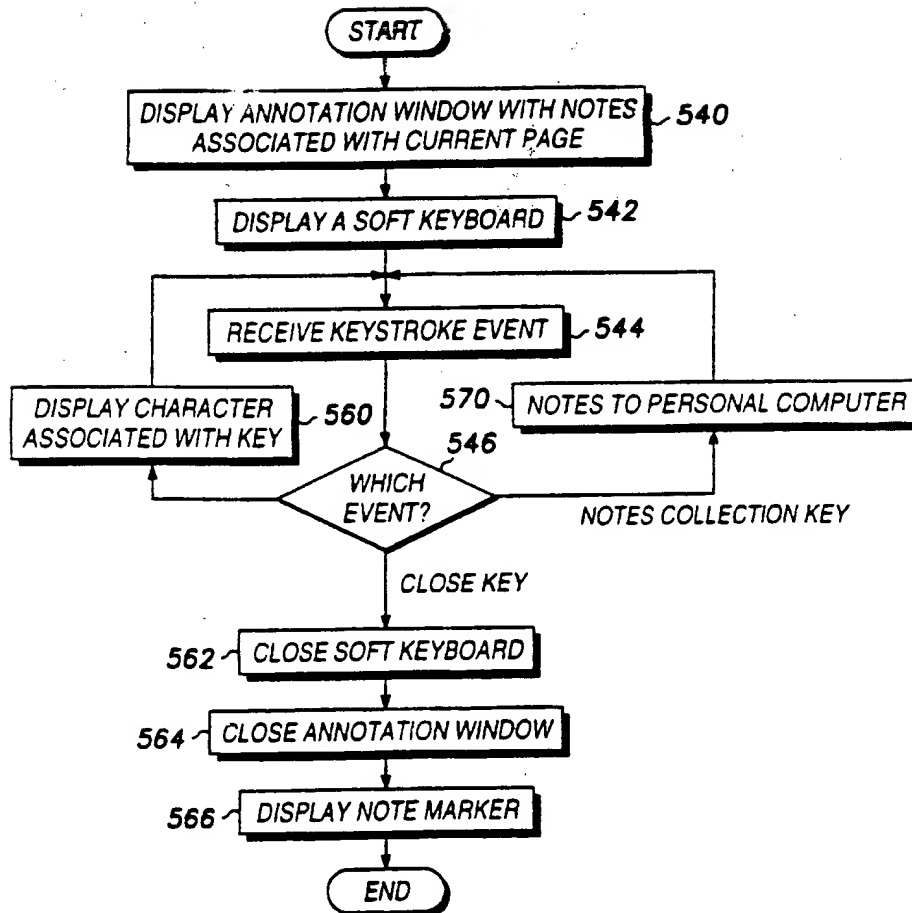 START
DISPLAY ANNOTATION WINDOW WITH NOTES
ASSOCIATED WITH CURRENT PAGE
540
DISPLAY A SOFT KEYBOARD
542
RECEIVE KEYSTROKE EVENT
544
DISPLAY CHARACTER
ASSOCIATED WITH KEY
560
570
NOTES TO PERSONAL COMPUTER
546
WHICH
EVENT?
NOTES COLLECTION KEY
CLOSE KEY
562
CLOSE SOFT KEYBOARD
564
CLOSE ANNOTATION WINDOW
566
DISPLAY NOTE MARKER
END